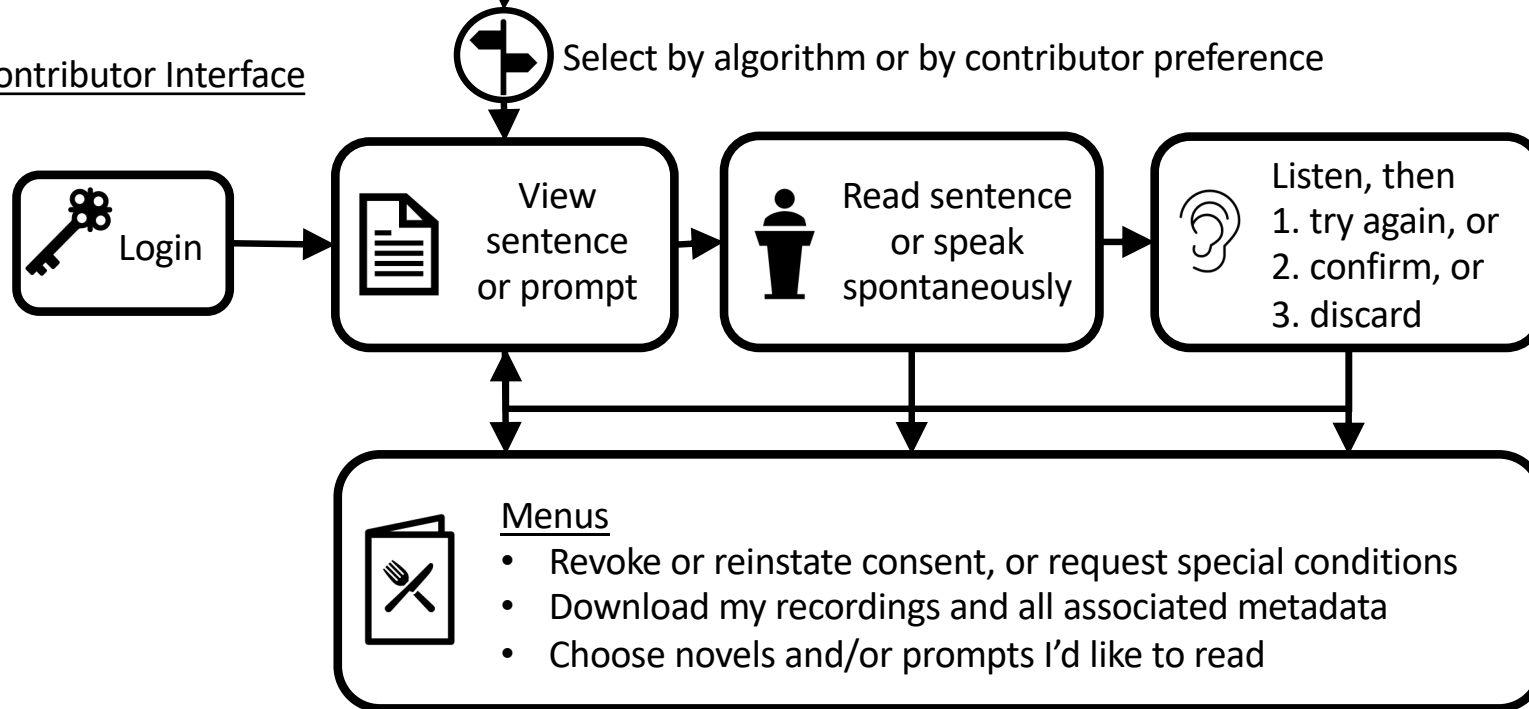 Select by algorithm or by contributor preference
ontributor Interface
Login
View
sentence
or prompt
Read sentence
or speak
spontaneously
Listen, then
1. try again, or
2. confirm, or
3. discard
Menus
• Revoke or reinstate consent, or request special conditions
• Download my recordings and all associated metadata
• Choose novels and/or prompts I’d like to read